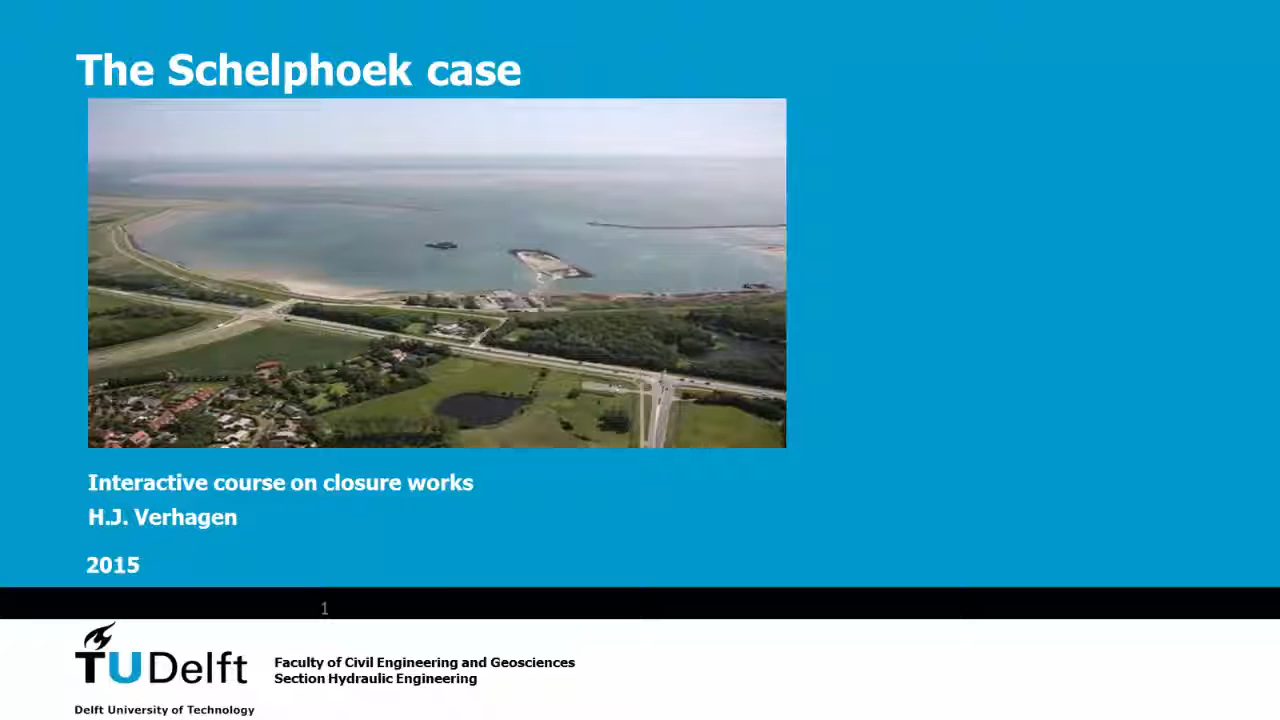 The Schelphoek case
Interactive course on closure works
H.J. Verhagen
2015
1
TUDelft
Faculty of Civil Engineering and Geosciences
Section Hydraulic Engineering
Delft University of Technology